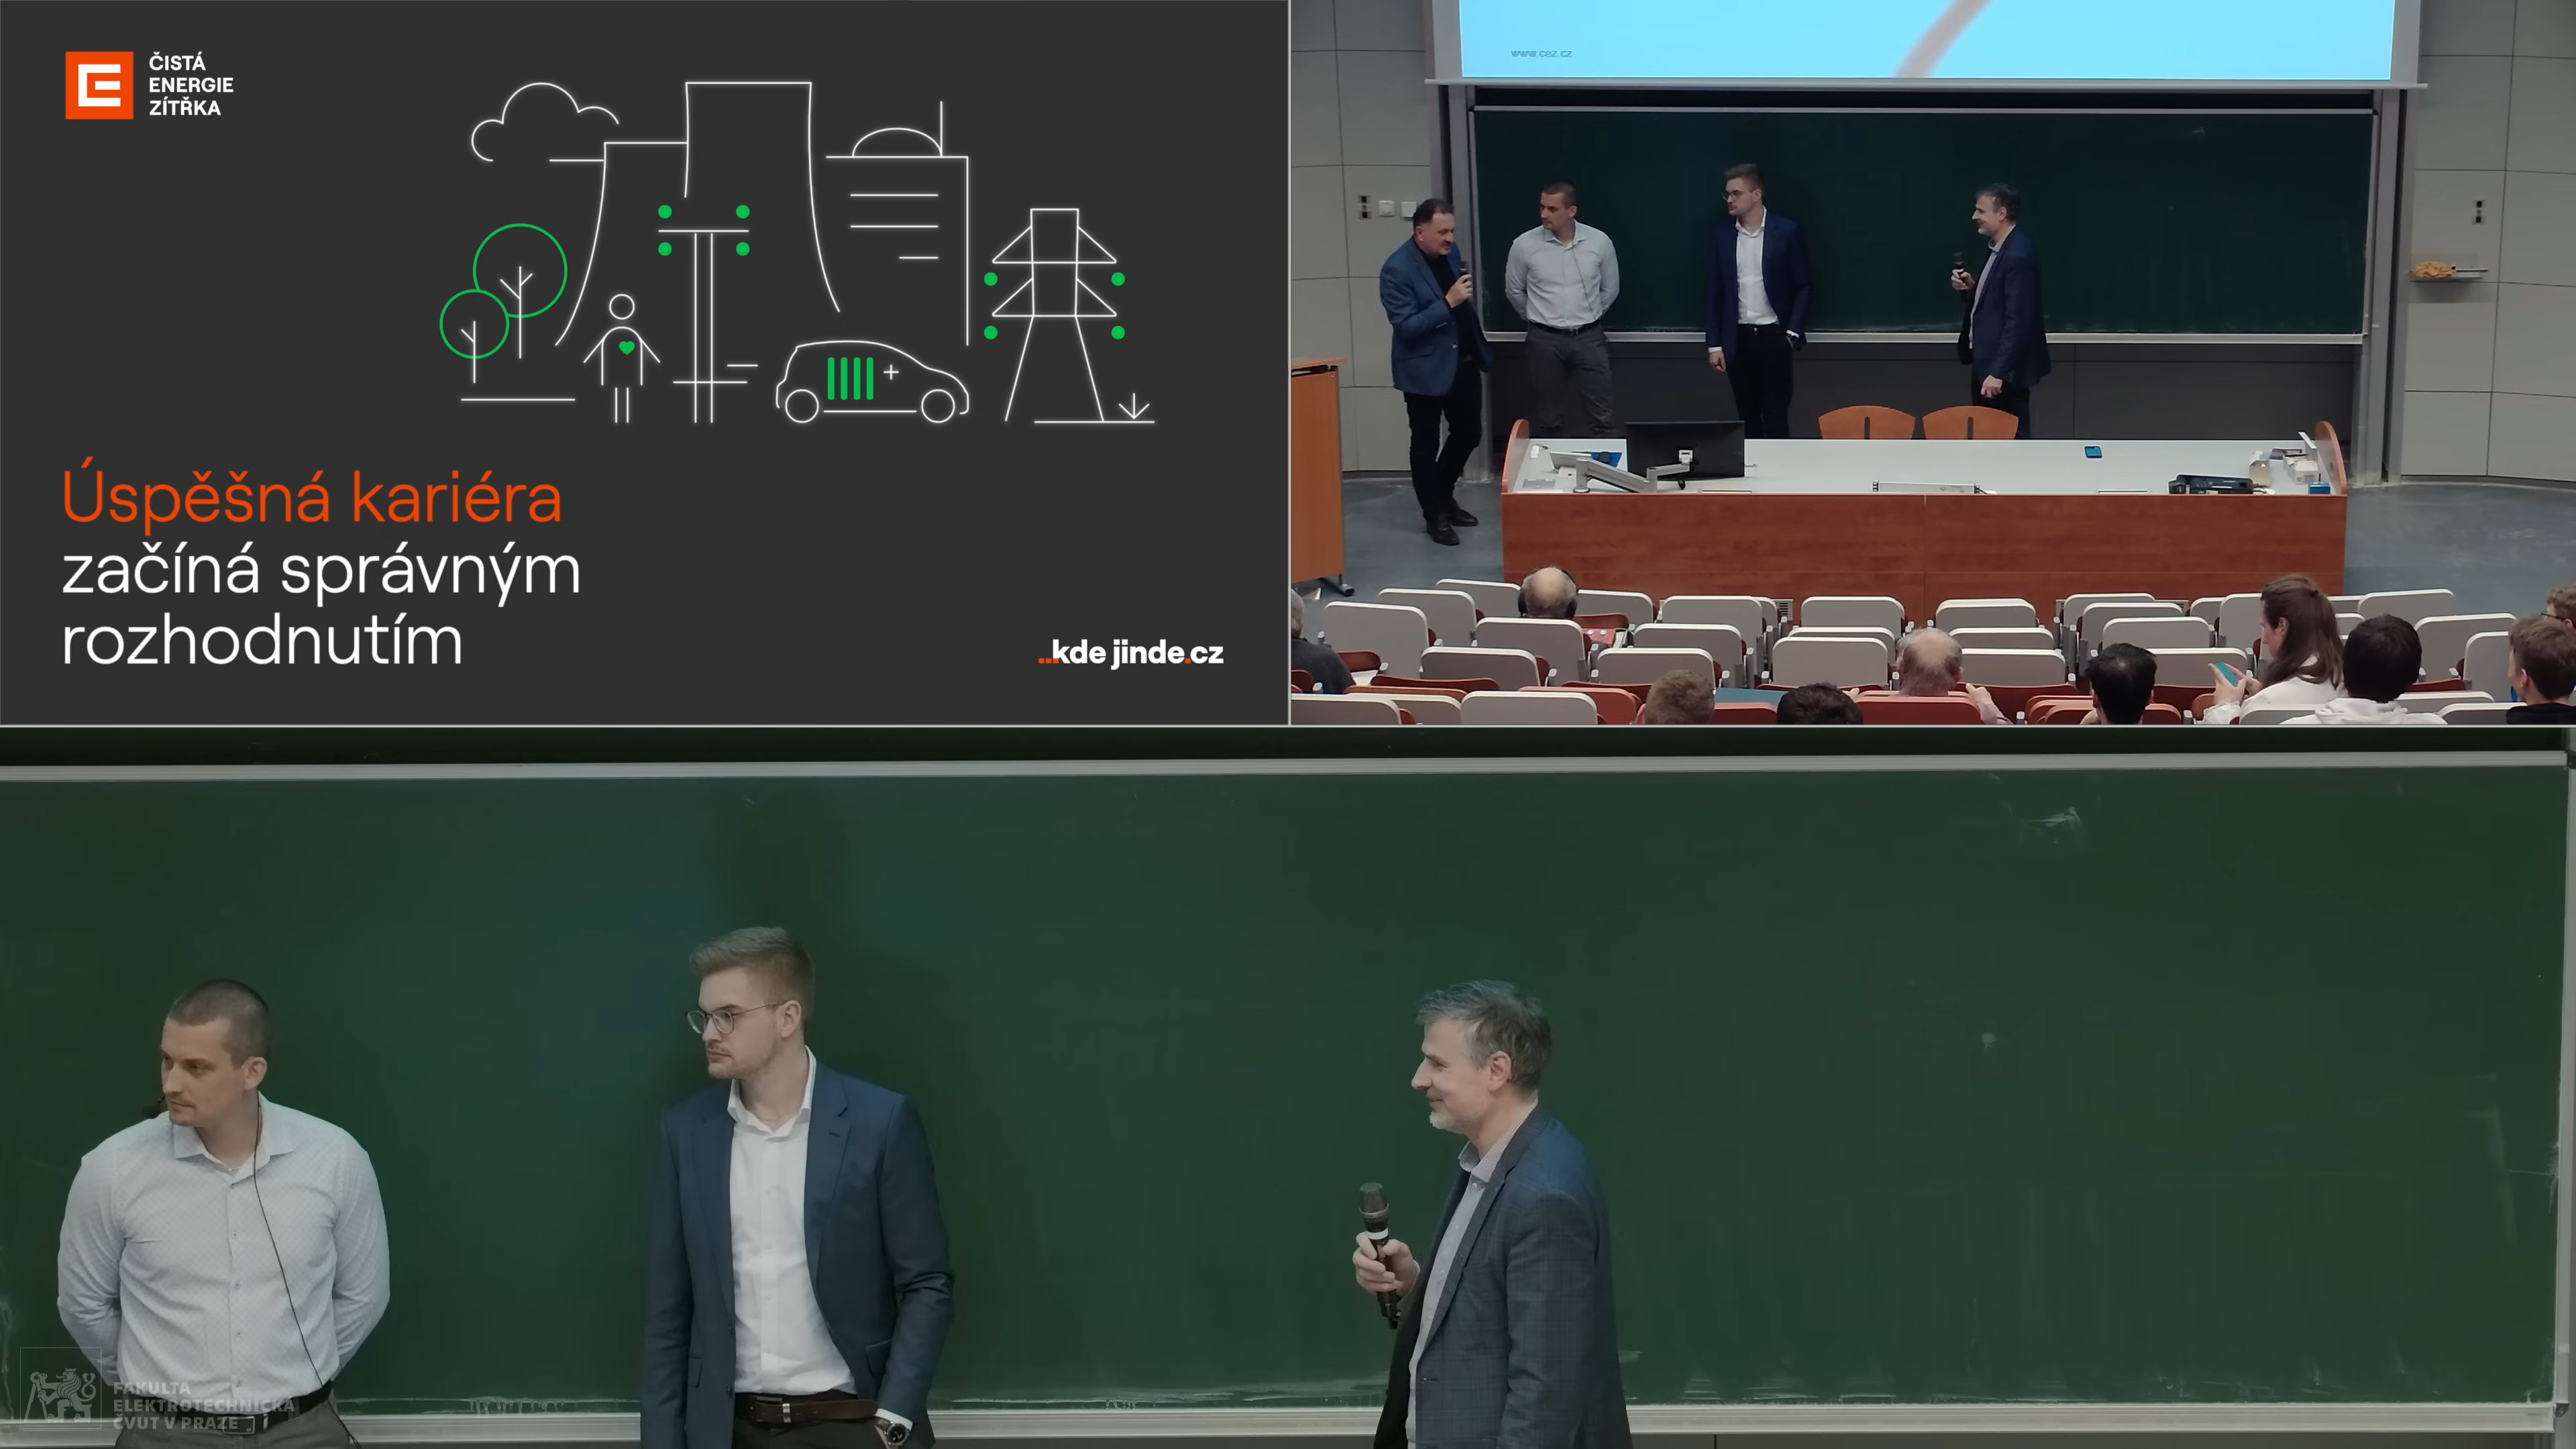 ČISTÁ
ENERGIE
ZÍTŘKA
Úspěšná kariéra
začíná správným
rozhodnutím
...kde jinde.cz
www.cez.cz
FAKULTA
ELEKTROTECHNICKÁ
ČVUT V PRAZE